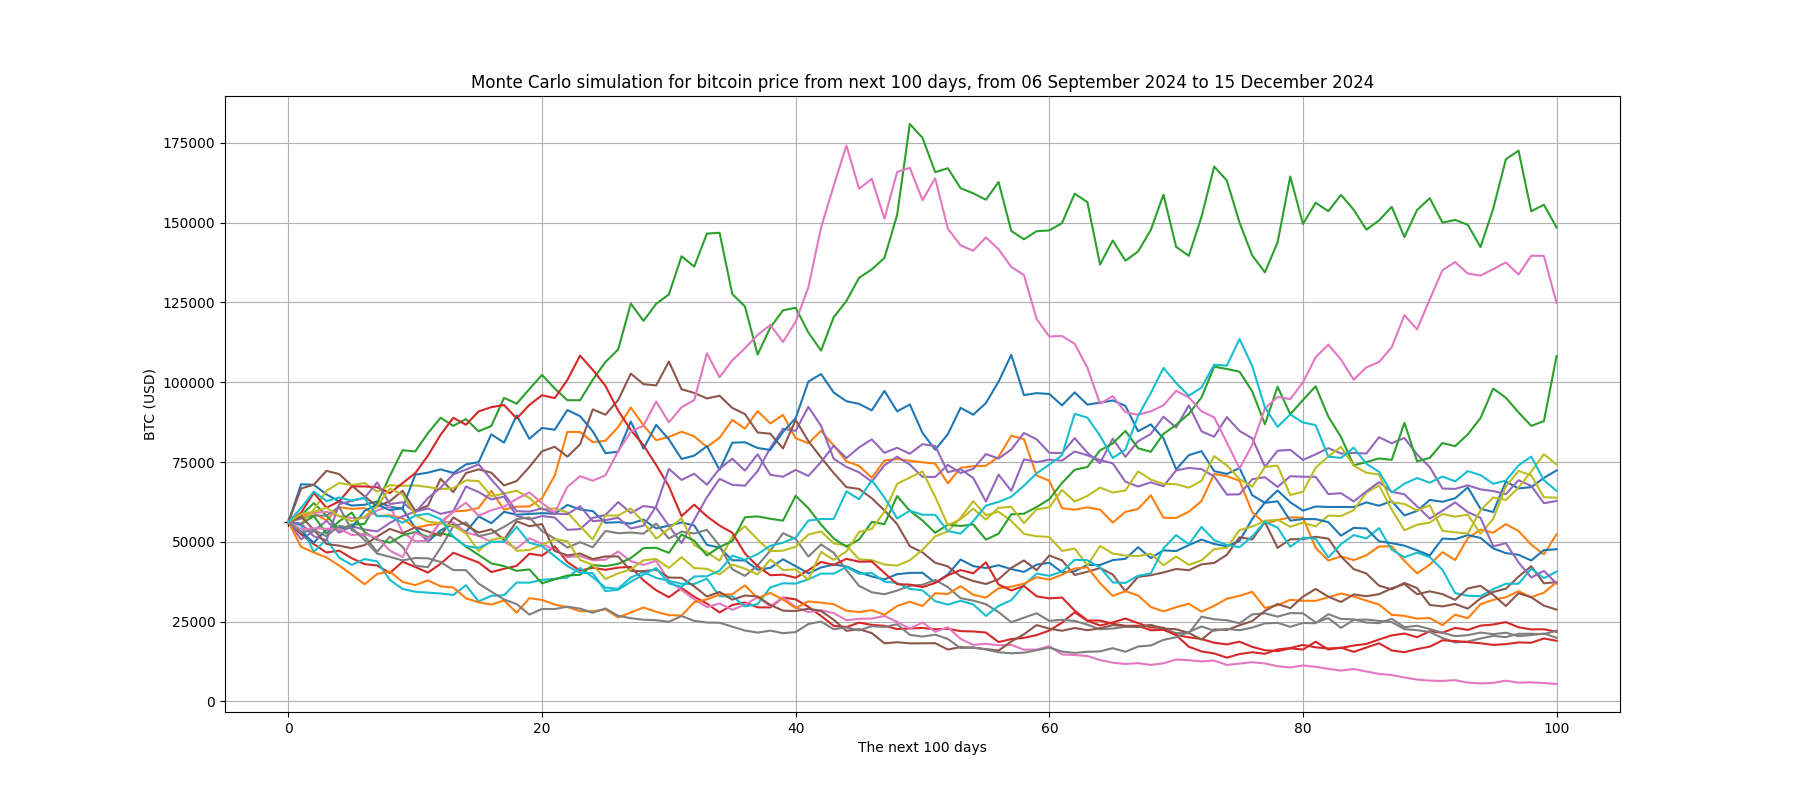 Monte Carlo simulation for bitcoin price from next 100 days, from 06 September 2024 to 15 December 2024
175000
150000
125000
100000
75000
50000
25000
0
BTC (USD)
0 20 40 60 80 100
The next 100 days